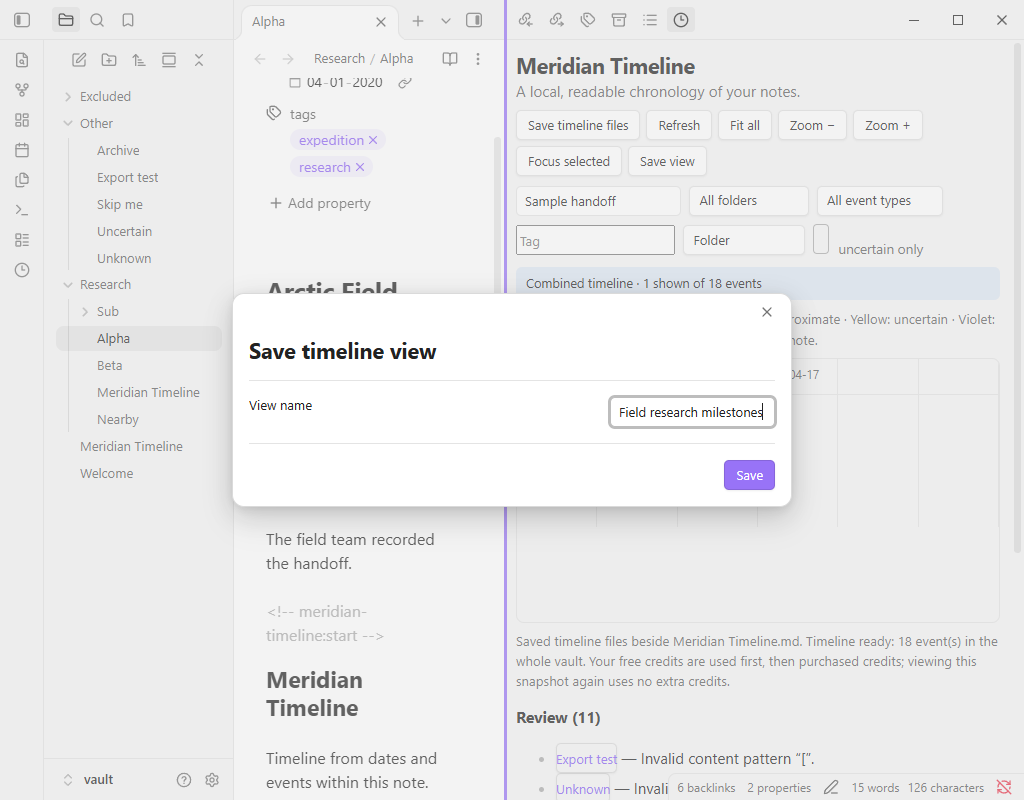 Alpha
Excluded
Other
Archive
Export test
Skip me
Uncertain
Unknown
Research
Sub
Alpha
Beta
Meridian Timeline
Nearby
Meridian Timeline
Welcome
vault
Research / Alpha
04-01-2020
tags
expedition
research
Add property
Arctic Field
The field team recorded
the handoff.
<!-- meridian-
timeline:start -->
Meridian
Timeline
Timeline from dates and
events within this note.
Meridian Timeline
A local, readable chronology of your notes.
Save timeline files Refresh Fit all Zoom − Zoom +
Focus selected Save view
Sample handoff All folders All event types
Tag Folder uncertain only
Combined timeline · 1 shown of 18 events
· Yellow: uncertain · Violet:
04-17
Save timeline view
View name Field research milestones
Save
Saved timeline files beside Meridian Timeline.md. Timeline ready: 18 event(s) in the
whole vault. Your free credits are used first, then purchased credits; viewing this
snapshot again uses no extra credits.
Review (11)
Export test — Invalid content pattern “[”.
Unknown — Invali
6 backlinks 2 properties 15 words 126 characters